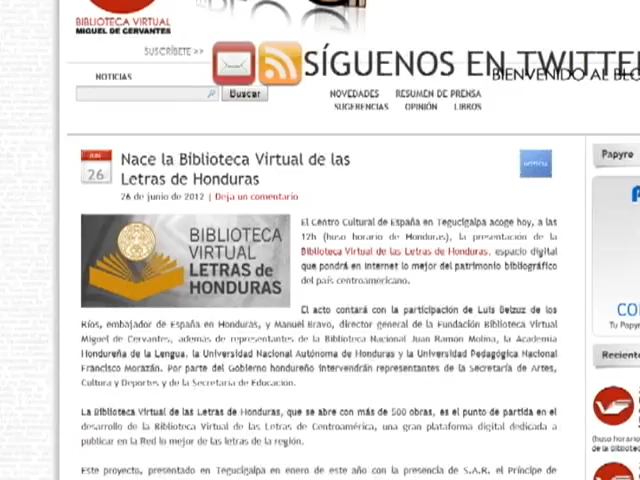 BIBLIOTECA VIRTUAL
MIGUEL DE CERVANTES
SUSCRÍBETE >>
SÍGUENOS EN TWITTER
BIENVENIDO AL BLO
NOTICIAS
Buscar
NOVEDADES RESUMEN DE PRENSA
SUGERENCIAS OPINIÓN LIBROS
26
Nace la Biblioteca Virtual de las
Letras de Honduras
26 de junio de 2012 | Deja un comentario
Papyre
BIBLIOTECA
VIRTUAL
LETRAS de
HONDURAS
El Centro Cultural de España en Tegucigalpa acoge hoy, a las
12h (huso horario de Honduras), la presentación de la
Biblioteca Virtual de las Letras de Honduras, espacio digital
que pondrá en Internet lo mejor del patrimonio bibliográfico
del país centroamericano.
El acto contará con la participación de Luis Belzuz de los
Ríos, embajador de España en Honduras, y Manuel Bravo, director general de la Fundación Biblioteca Virtual
Miguel de Cervantes, además de representantes de la Biblioteca Nacional Juan Ramón Molina, la Academia
Hondureña de la Lengua, la Universidad Nacional Autónoma de Honduras y la Universidad Pedagógica Nacional
Francisco Morazán. Por parte del Gobierno hondureño intervendrán representantes de la Secretaría de Artes,
Cultura y Deportes y de la Secretaría de Educación.
La Biblioteca Virtual de las Letras de Honduras, que se abre con más de 500 obras, es el punto de partida en el
desarrollo de la Biblioteca Virtual de las Letras de Centroamérica, una gran plataforma digital dedicada a
publicar en la Red lo mejor de las letras de la región.
Este proyecto, presentado en Tegucigalpa en enero de este año con la presencia de S.A.R. el Príncipe de
CO
Tu Papyr
Reciente
(huso horario
de la Bibliot